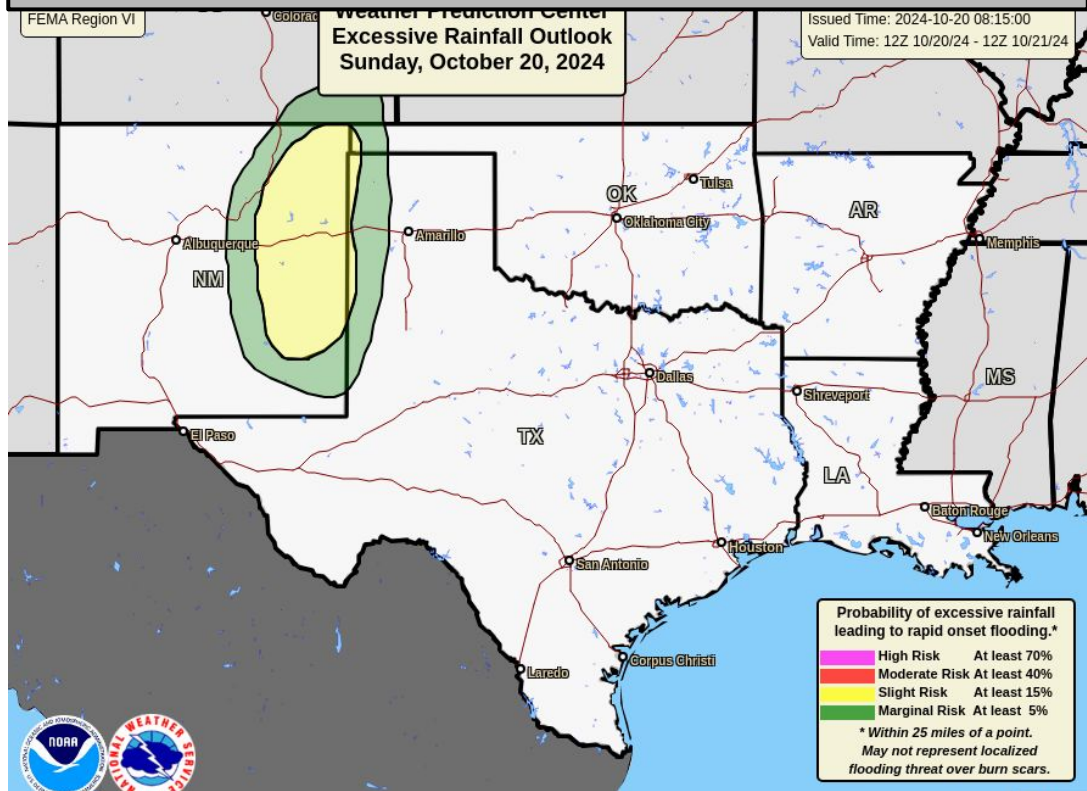 FEMA Region VI
Weather Prediction Center
Excessive Rainfall Outlook
Sunday, October 20, 2024
Issued Time: 2024-10-20 08:15:00
Valid Time: 12Z 10/20/24 - 12Z 10/21/24
Tulsa
OK
Oklahoma City
AR
Amarillo
Albuquerque
Memphis
NM
Dallas
MS
Shreveport
El Paso
TX
LA
Baton Rouge
New Orleans
Houston
San Antonio
Corpus Christi
Laredo
Probability of excessive rainfall
leading to rapid onset flooding.*
High Risk At least 70%
Moderate Risk At least 40%
Slight Risk At least 15%
Marginal Risk At least 5%
* Within 25 miles of a point.
May not represent localized
flooding threat over burn scars.
NOAA
NATIONAL WEATHER SERVICE